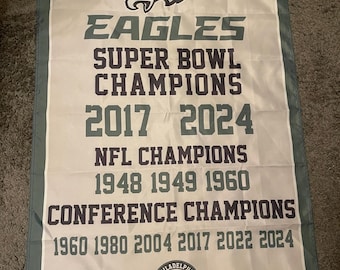 EAGLES
SUPER BOWL
CHAMPIONS
2017 2024
NFL CHAMPIONS
1948 1949 1960
CONFERENCE CHAMPIONS
1960 1980 2004 2017 2022 2024
PHILADELPHIA